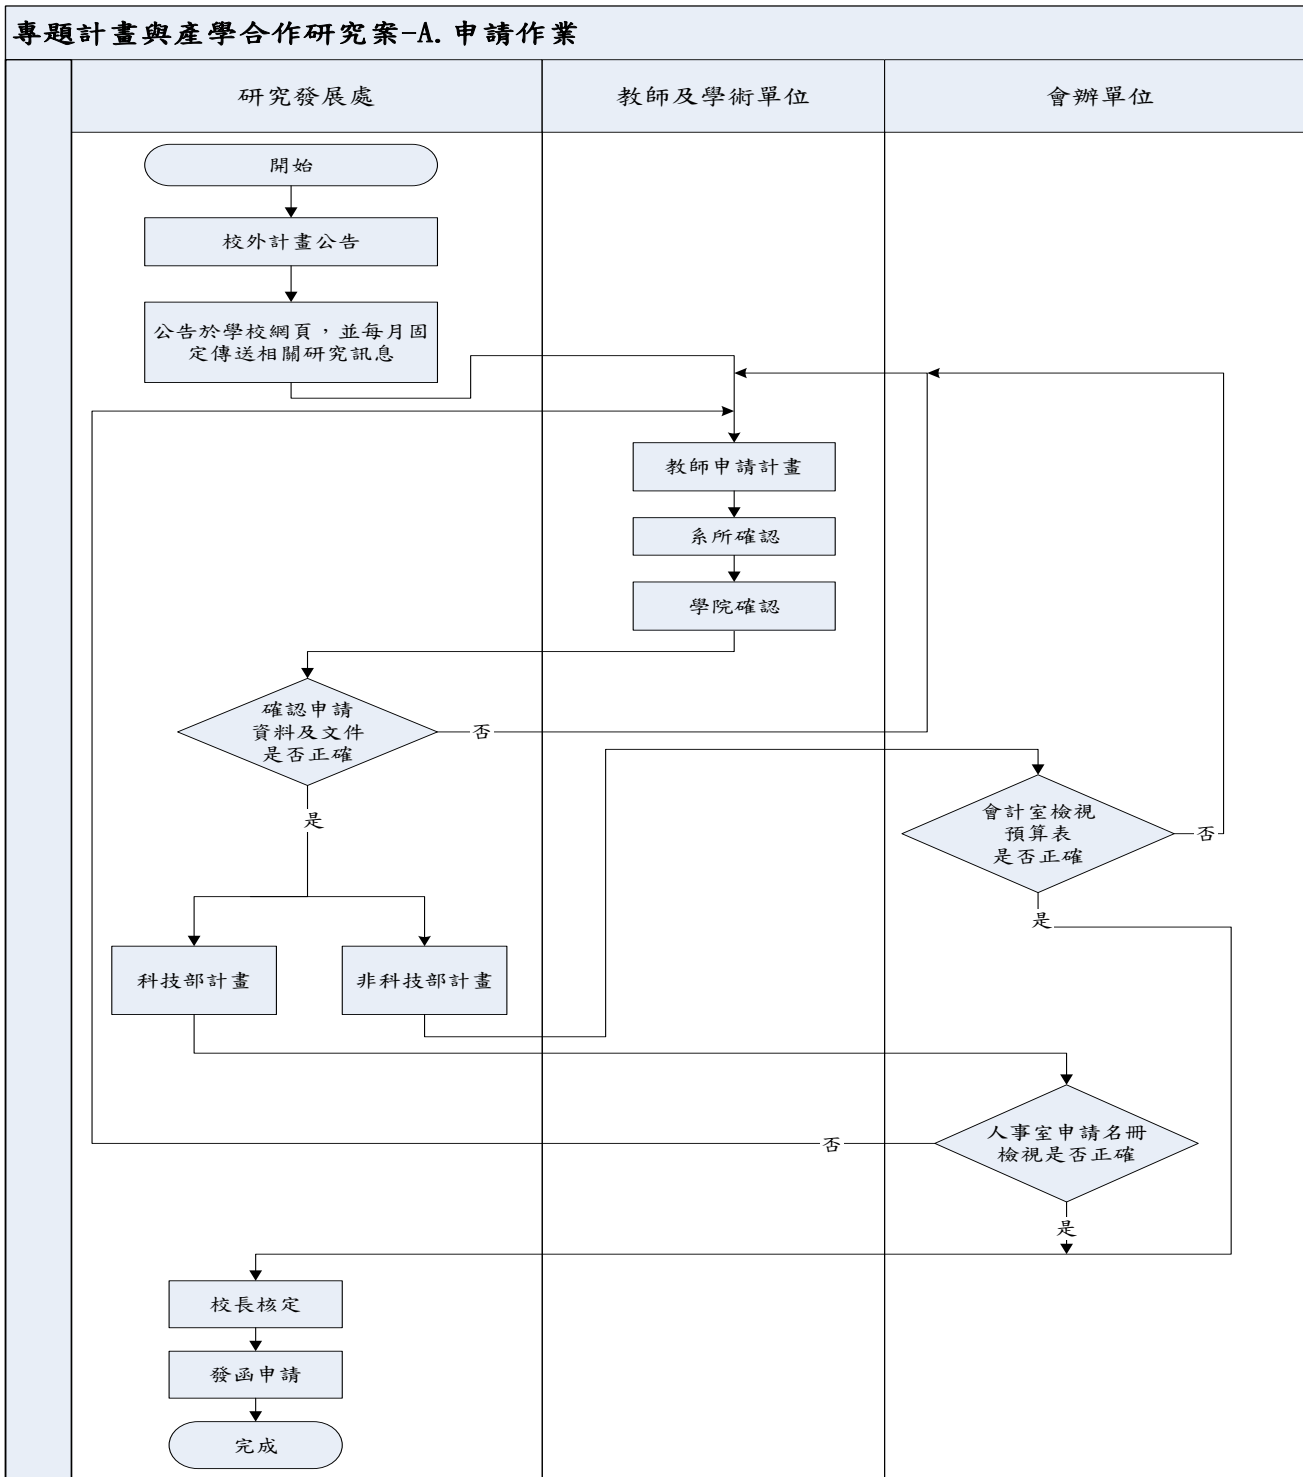 專題計畫與產學合作研究案-A.申請作業
研究發展處
教師及學術單位
會辦單位
開始
校外計畫公告
公告於學校網頁，並每月固
定傳送相關研究訊息
教師申請計畫
系所確認
學院確認
確認申請
資料及文件
是否正確
否
是
會計室檢視
預算表
是否正確
否
是
科技部計畫
非科技部計畫
人事室申請名冊
檢視是否正確
否
是
校長核定
發函申請
完成